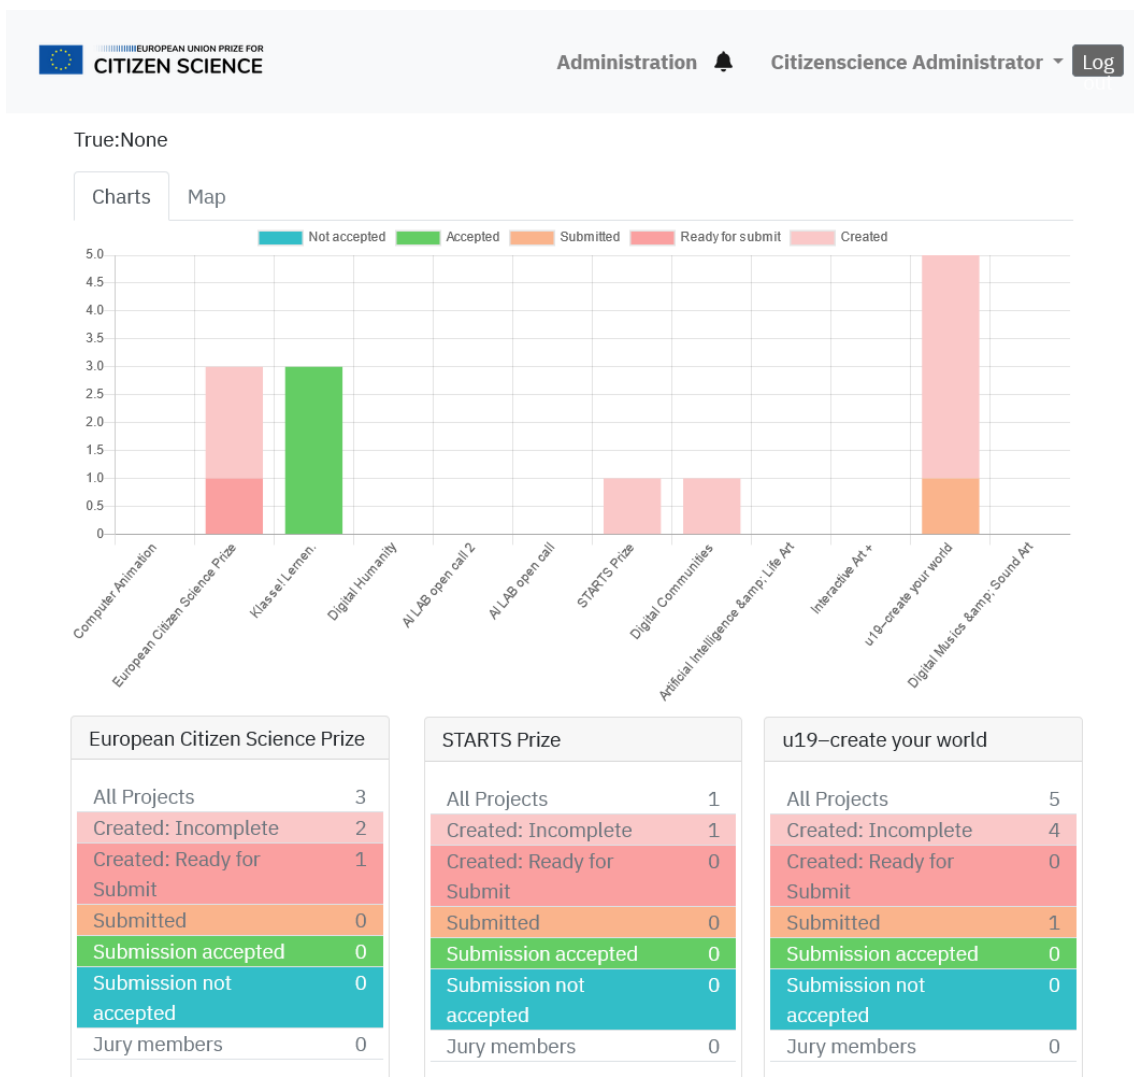 EUROPEAN UNION PRIZE FOR
CITIZEN SCIENCE
Administration
Citizenscience Administrator
Log
out
True:None
Charts
Map
Not accepted
Accepted
Submitted
Ready for submit
Created
5.0
4.5
4.0
3.5
3.0
2.5
2.0
1.5
1.0
0.5
0
Computer Animation
European Citizen Science Prize
Klasse! Lernen.
Digital Humanity
AI LAB open call 2
AI LAB open call
STARTS Prize
Digital Communities
Artificial Intelligence &amp; Life Art
Interactive Art +
u19–create your world
Digital Musics &amp; Sound Art
European Citizen Science Prize
All Projects 3
Created: Incomplete 2
Created: Ready for 1
Submit
Submitted 0
Submission accepted 0
Submission not 0
accepted
Jury members 0
STARTS Prize
All Projects 1
Created: Incomplete 1
Created: Ready for 0
Submit
Submitted 0
Submission accepted 0
Submission not 0
accepted
Jury members 0
u19–create your world
All Projects 5
Created: Incomplete 4
Created: Ready for 0
Submit
Submitted 1
Submission accepted 0
Submission not 0
accepted
Jury members 0